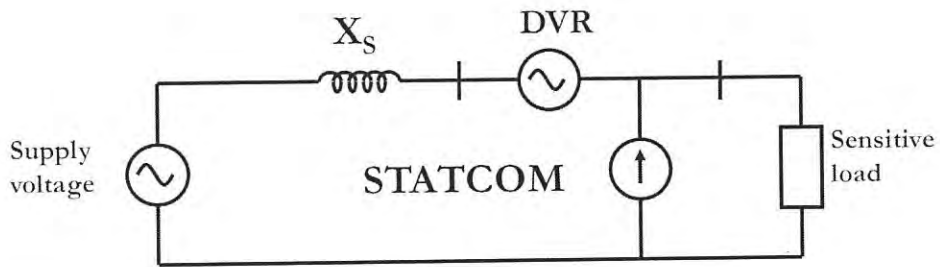 DVR
X_S
Supply
voltage
STATCOM
Sensitive
load